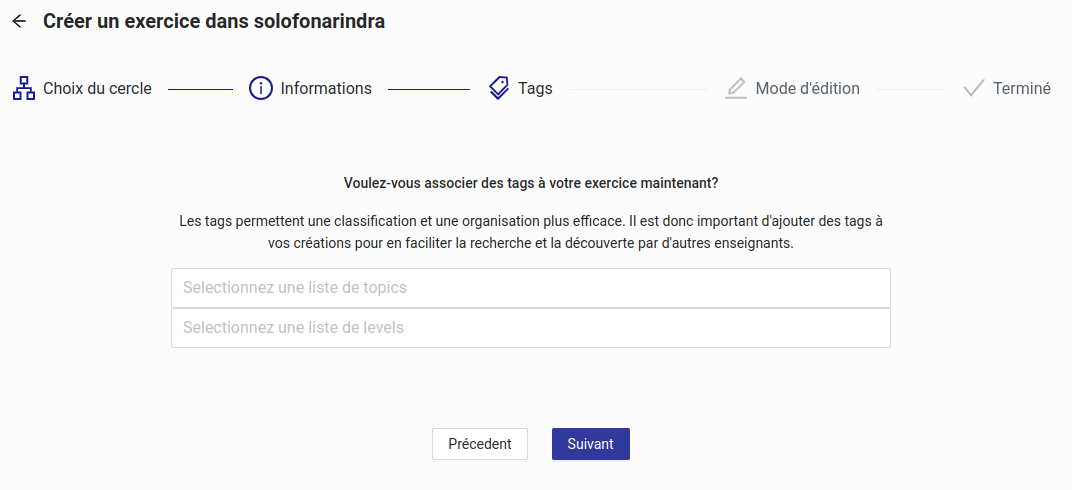 Créer un exercice dans solofonarindra
Choix du cercle
Informations
Tags
Mode d'édition
Terminé
Voulez-vous associer des tags à votre exercice maintenant?
Les tags permettent une classification et une organisation plus efficace. Il est donc important d'ajouter des tags à
vos créations pour en faciliter la recherche et la découverte par d'autres enseignants.
Selectionnez une liste de topics
Selectionnez une liste de levels
Précedent
Suivant